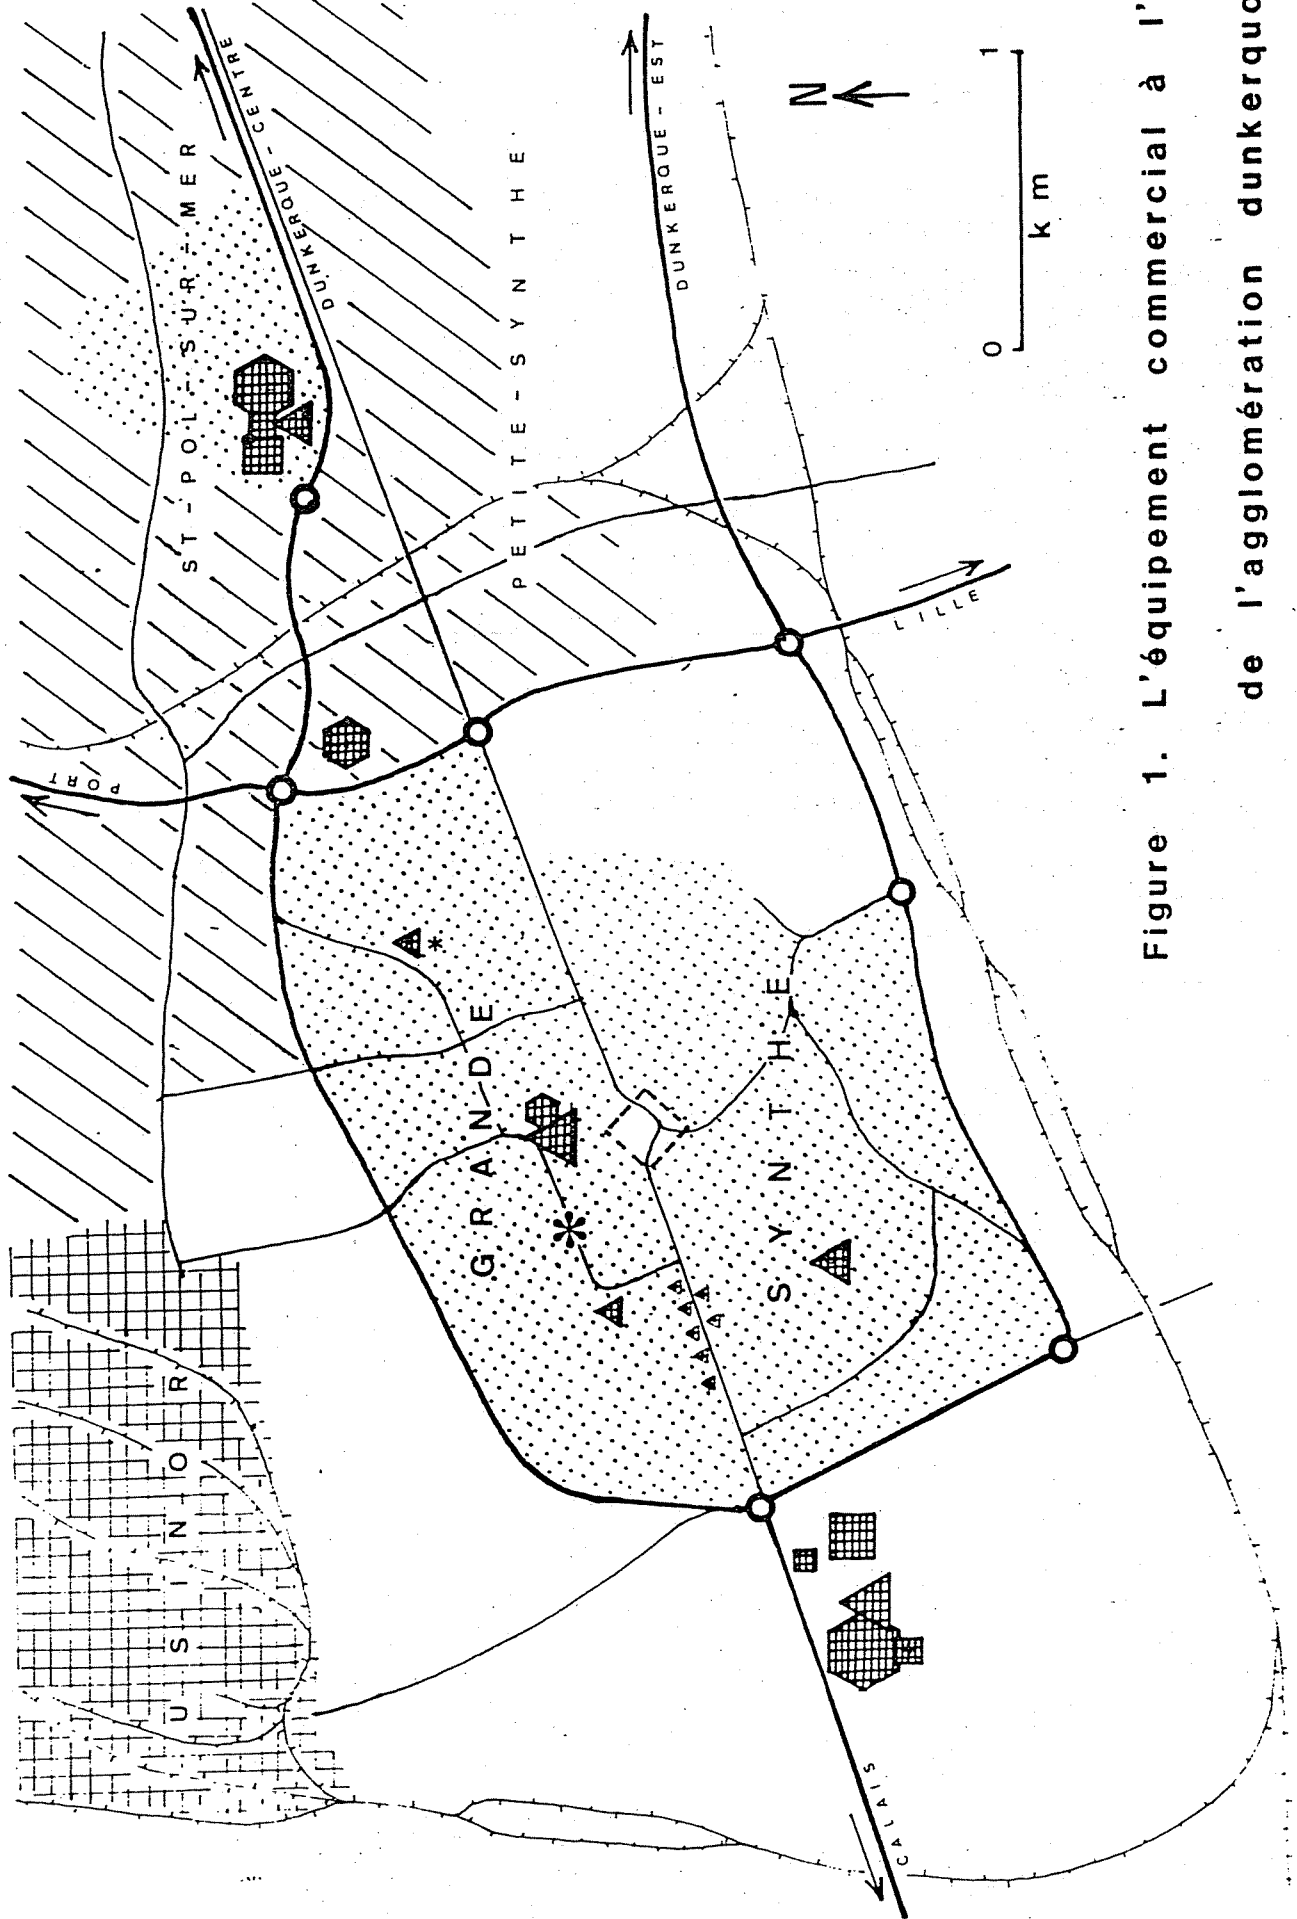 PORT
ST-POL-SUR-MER
DUNKERQUE-CENTRE
USINOR
PETITE-SYNTHE
GRANDE
SYNTHE
DUNKERQUE-EST
N
LILLE
CALAIS
0 1
km
Figure 1. L'équipement commercial à l'
de l'agglomération dunkerquo